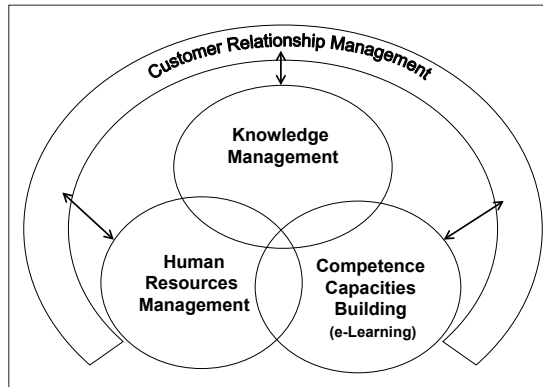 Customer Relationship Management
Knowledge
Management
Human
Resources
Management
Competence
Capacities
Building
(e-Learning)